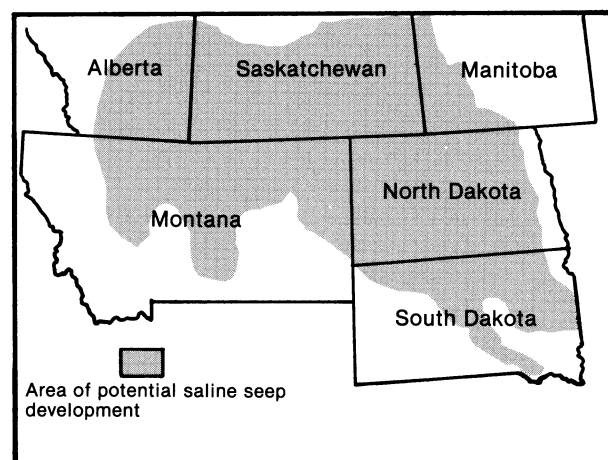 Alberta
Saskatchewan
Manitoba
Montana
North Dakota
South Dakota
Area of potential saline seep
development